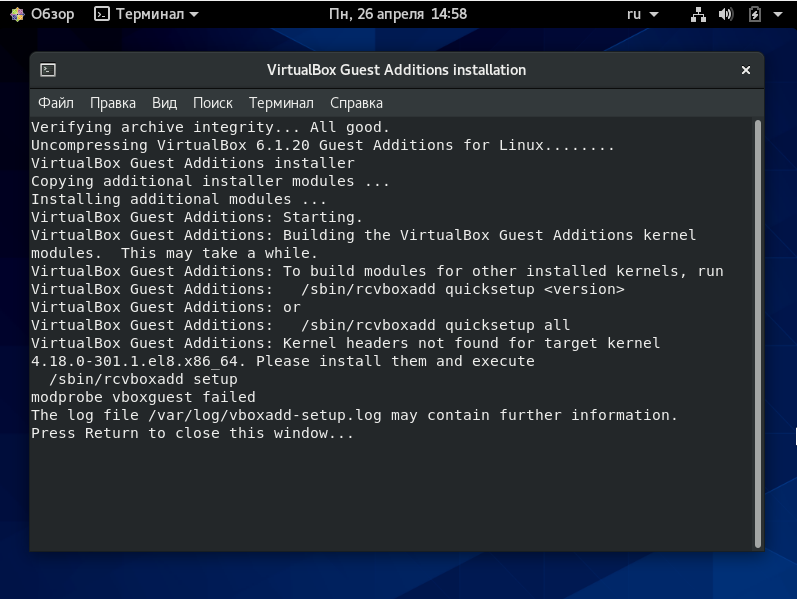 Обзор Терминал Пн, 26 апреля 14:58 ru
VirtualBox Guest Additions installation
Файл Правка Вид Поиск Терминал Справка
Verifying archive integrity... All good.
Uncompressing VirtualBox 6.1.20 Guest Additions for Linux........
VirtualBox Guest Additions installer
Copying additional installer modules ...
Installing additional modules ...
VirtualBox Guest Additions: Starting.
VirtualBox Guest Additions: Building the VirtualBox Guest Additions kernel
modules.  This may take a while.
VirtualBox Guest Additions: To build modules for other installed kernels, run
VirtualBox Guest Additions:   /sbin/rcvboxadd quicksetup <version>
VirtualBox Guest Additions: or
VirtualBox Guest Additions:   /sbin/rcvboxadd quicksetup all
VirtualBox Guest Additions: Kernel headers not found for target kernel
4.18.0-301.1.el8.x86_64. Please install them and execute
  /sbin/rcvboxadd setup
modprobe vboxguest failed
The log file /var/log/vboxadd-setup.log may contain further information.
Press Return to close this window...